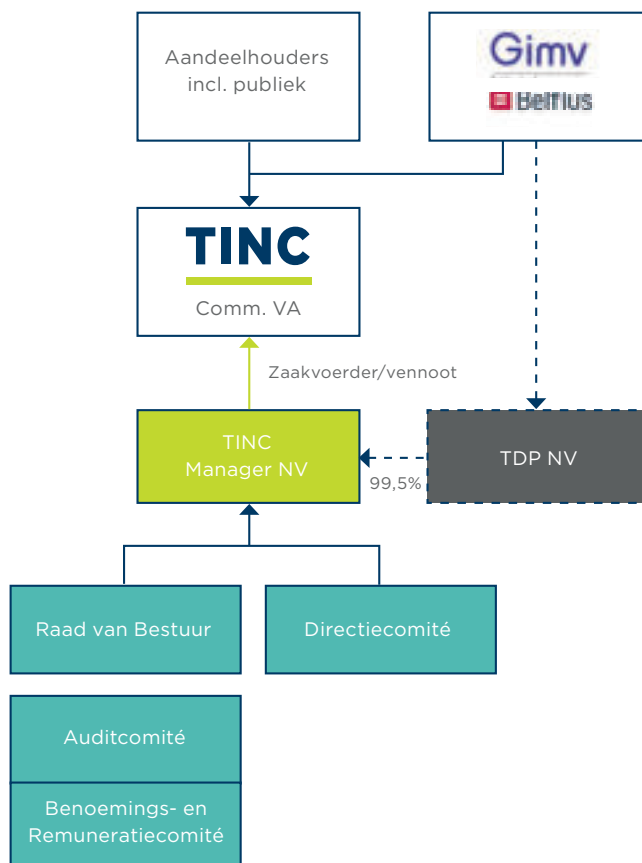 Aandeelhouders
incl. publiek
Gimv
Belfius
TINC
Comm. VA
Zaakvoerder/vennoot
TINC
Manager NV
99,5%
TDP NV
Raad van Bestuur
Directiecomité
Auditcomité
Benoemings- en
Remuneratiecomité